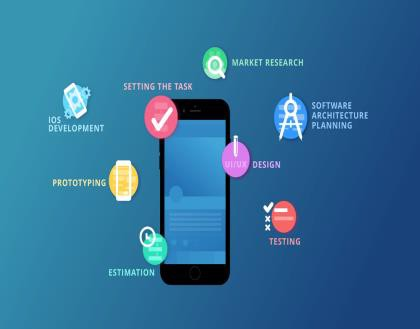 MARKET RESEARCH
SETTING THE TASK
SOFTWARE
ARCHITECTURE
PLANNING
IOS
DEVELOPMENT
UI/UX DESIGN
PROTOTYPING
TESTING
ESTIMATION